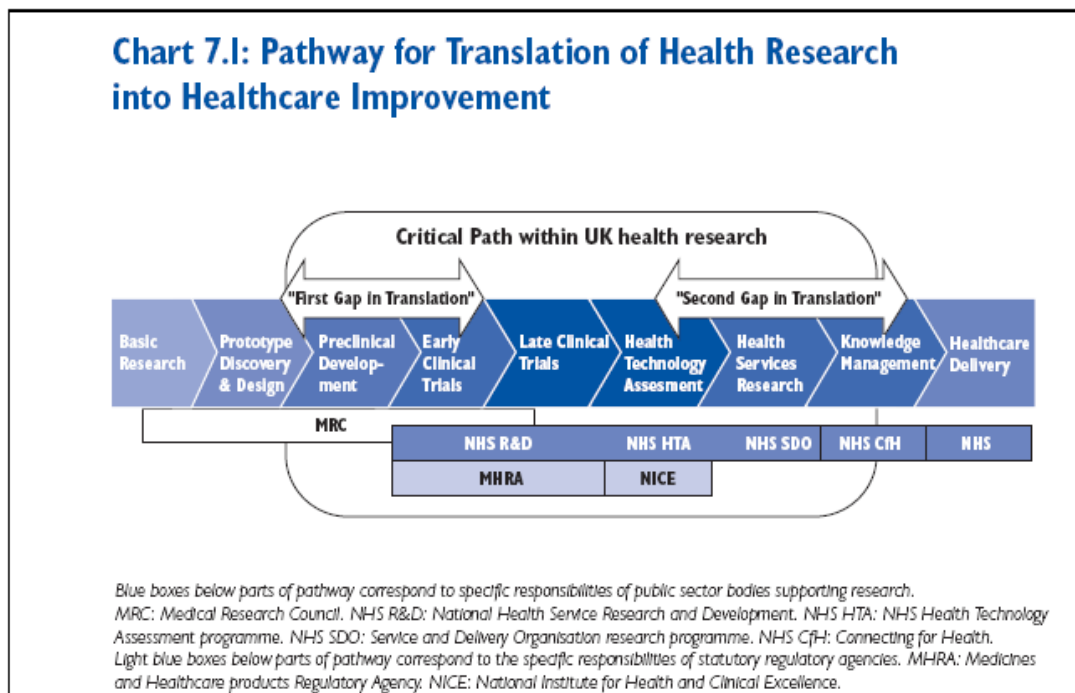 Chart 7.1: Pathway for Translation of Health Research
into Healthcare Improvement
Critical Path within UK health research
"First Gap in Translation"
"Second Gap in Translation"
Basic
Research
Prototype
Discovery
& Design
Preclinical
Develop-
ment
Early
Clinical
Trials
Late Clinical
Trials
Health
Technology
Assesment
Health
Services
Research
Knowledge
Management
Healthcare
Delivery
MRC
NHS R&D
NHS HTA
NHS SDO
NHS CfH
NHS
MHRA
NICE
Blue boxes below parts of pathway correspond to specific responsibilities of public sector bodies supporting research.
MRC: Medical Research Council. NHS R&D: National Health Service Research and Development. NHS HTA: NHS Health Technology
Assessment programme. NHS SDO: Service and Delivery Organisation research programme. NHS CfH: Connecting for Health.
Light blue boxes below parts of pathway correspond to the specific responsibilities of statutory regulatory agencies. MHRA: Medicines
and Healthcare products Regulatory Agency. NICE: National Institute for Health and Clinical Excellence.